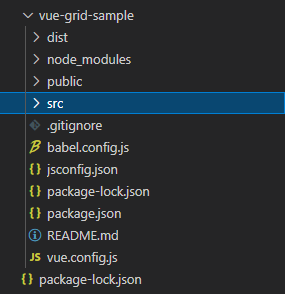 vue-grid-sample
dist
node_modules
public
src
.gitignore
babel.config.js
jsconfig.json
package-lock.json
package.json
README.md
vue.config.js
package-lock.json